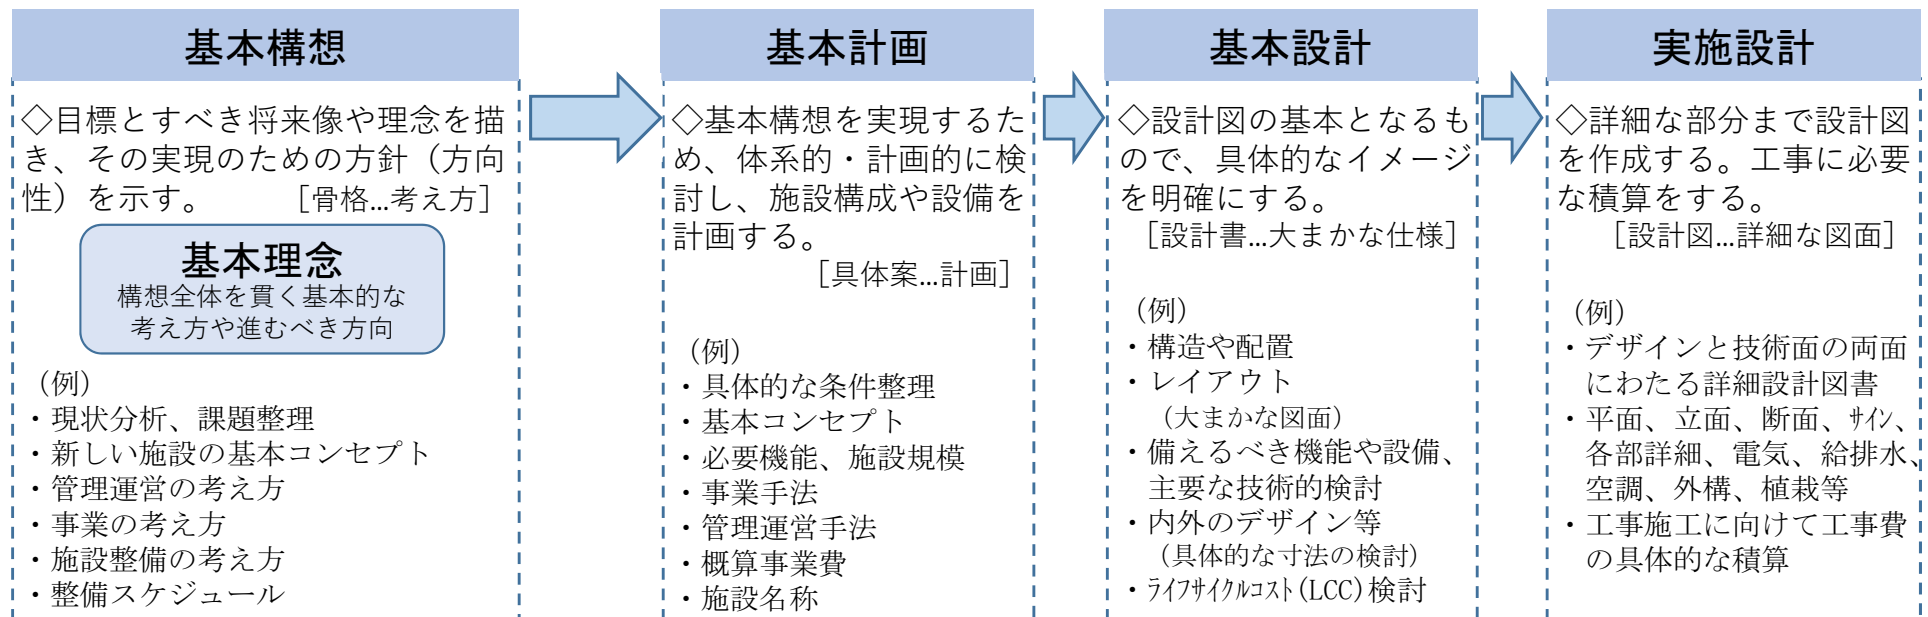 基本構想
◇目標とすべき将来像や理念を描
き、その実現のための方針（方向
性）を示す。　［骨格…考え方］
基本理念
構想全体を貫く基本的な
考え方や進むべき方向
（例）
・現状分析、課題整理
・新しい施設の基本コンセプト
・管理運営の考え方
・事業の考え方
・施設整備の考え方
・整備スケジュール
基本計画
◇基本構想を実現するた
め、体系的・計画的に検
討し、施設構成や設備を
計画する。
［具体案…計画］
（例）
・具体的な条件整理
・基本コンセプト
・必要機能、施設規模
・事業手法
・管理運営手法
・概算事業費
・施設名称
基本設計
◇設計図の基本となるも
ので、具体的なイメージ
を明確にする。
［設計書…大まかな仕様］
（例）
・構造や配置
・レイアウト
（大まかな図面）
・備えるべき機能や設備、
主要な技術的検討
・内外のデザイン等
（具体的な寸法の検討）
・ﾗｲﾌｻｲｸﾙｺｽﾄ(LCC)検討
実施設計
◇詳細な部分まで設計図
を作成する。工事に必要
な積算をする。
［設計図…詳細な図面］
（例）
・デザインと技術面の両面
にわたる詳細設計図書
・平面、立面、断面、ｻｲﾝ、
各部詳細、電気、給排水、
空調、外構、植栽等
・工事施工に向けて工事費
の具体的な積算